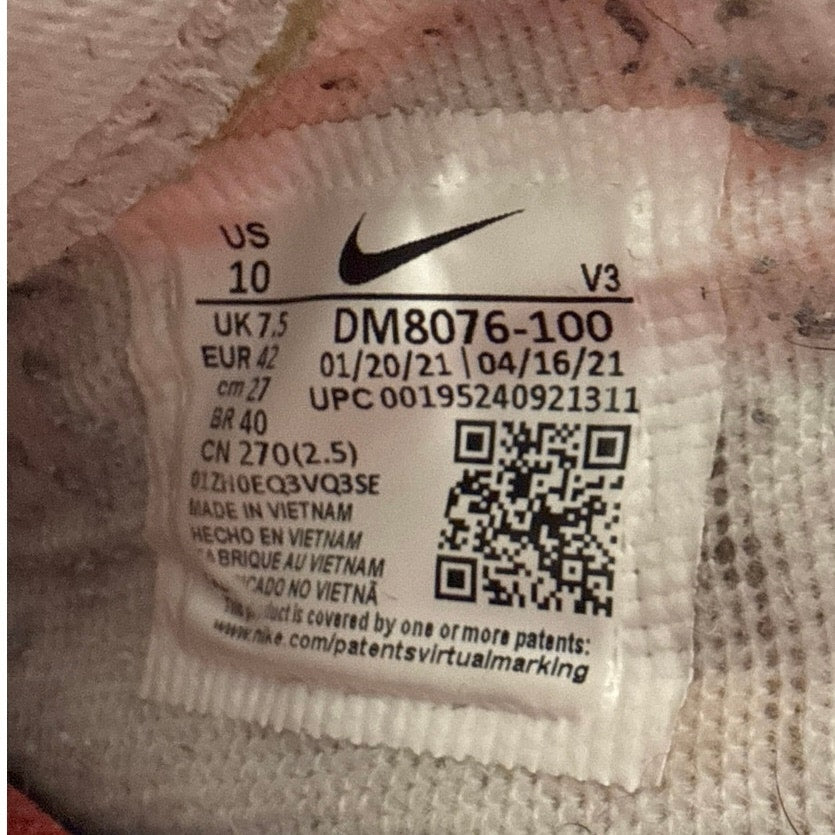 US
10
V3
UK 7.5
DM8076-100
EUR 42
01/20/21 \ 04/16/21
cm 27
UPC 00195240921311
BR 40
CN 270(2.5)
01ZH0EQ3VQ3SE
MADE IN VIETNAM
HECHO EN VIETNAM
FABRIQUE AU VIETNAM
NO VIETNÃ
This product is covered by one or more patents:
www.nike.com/patentsvirtualmarking